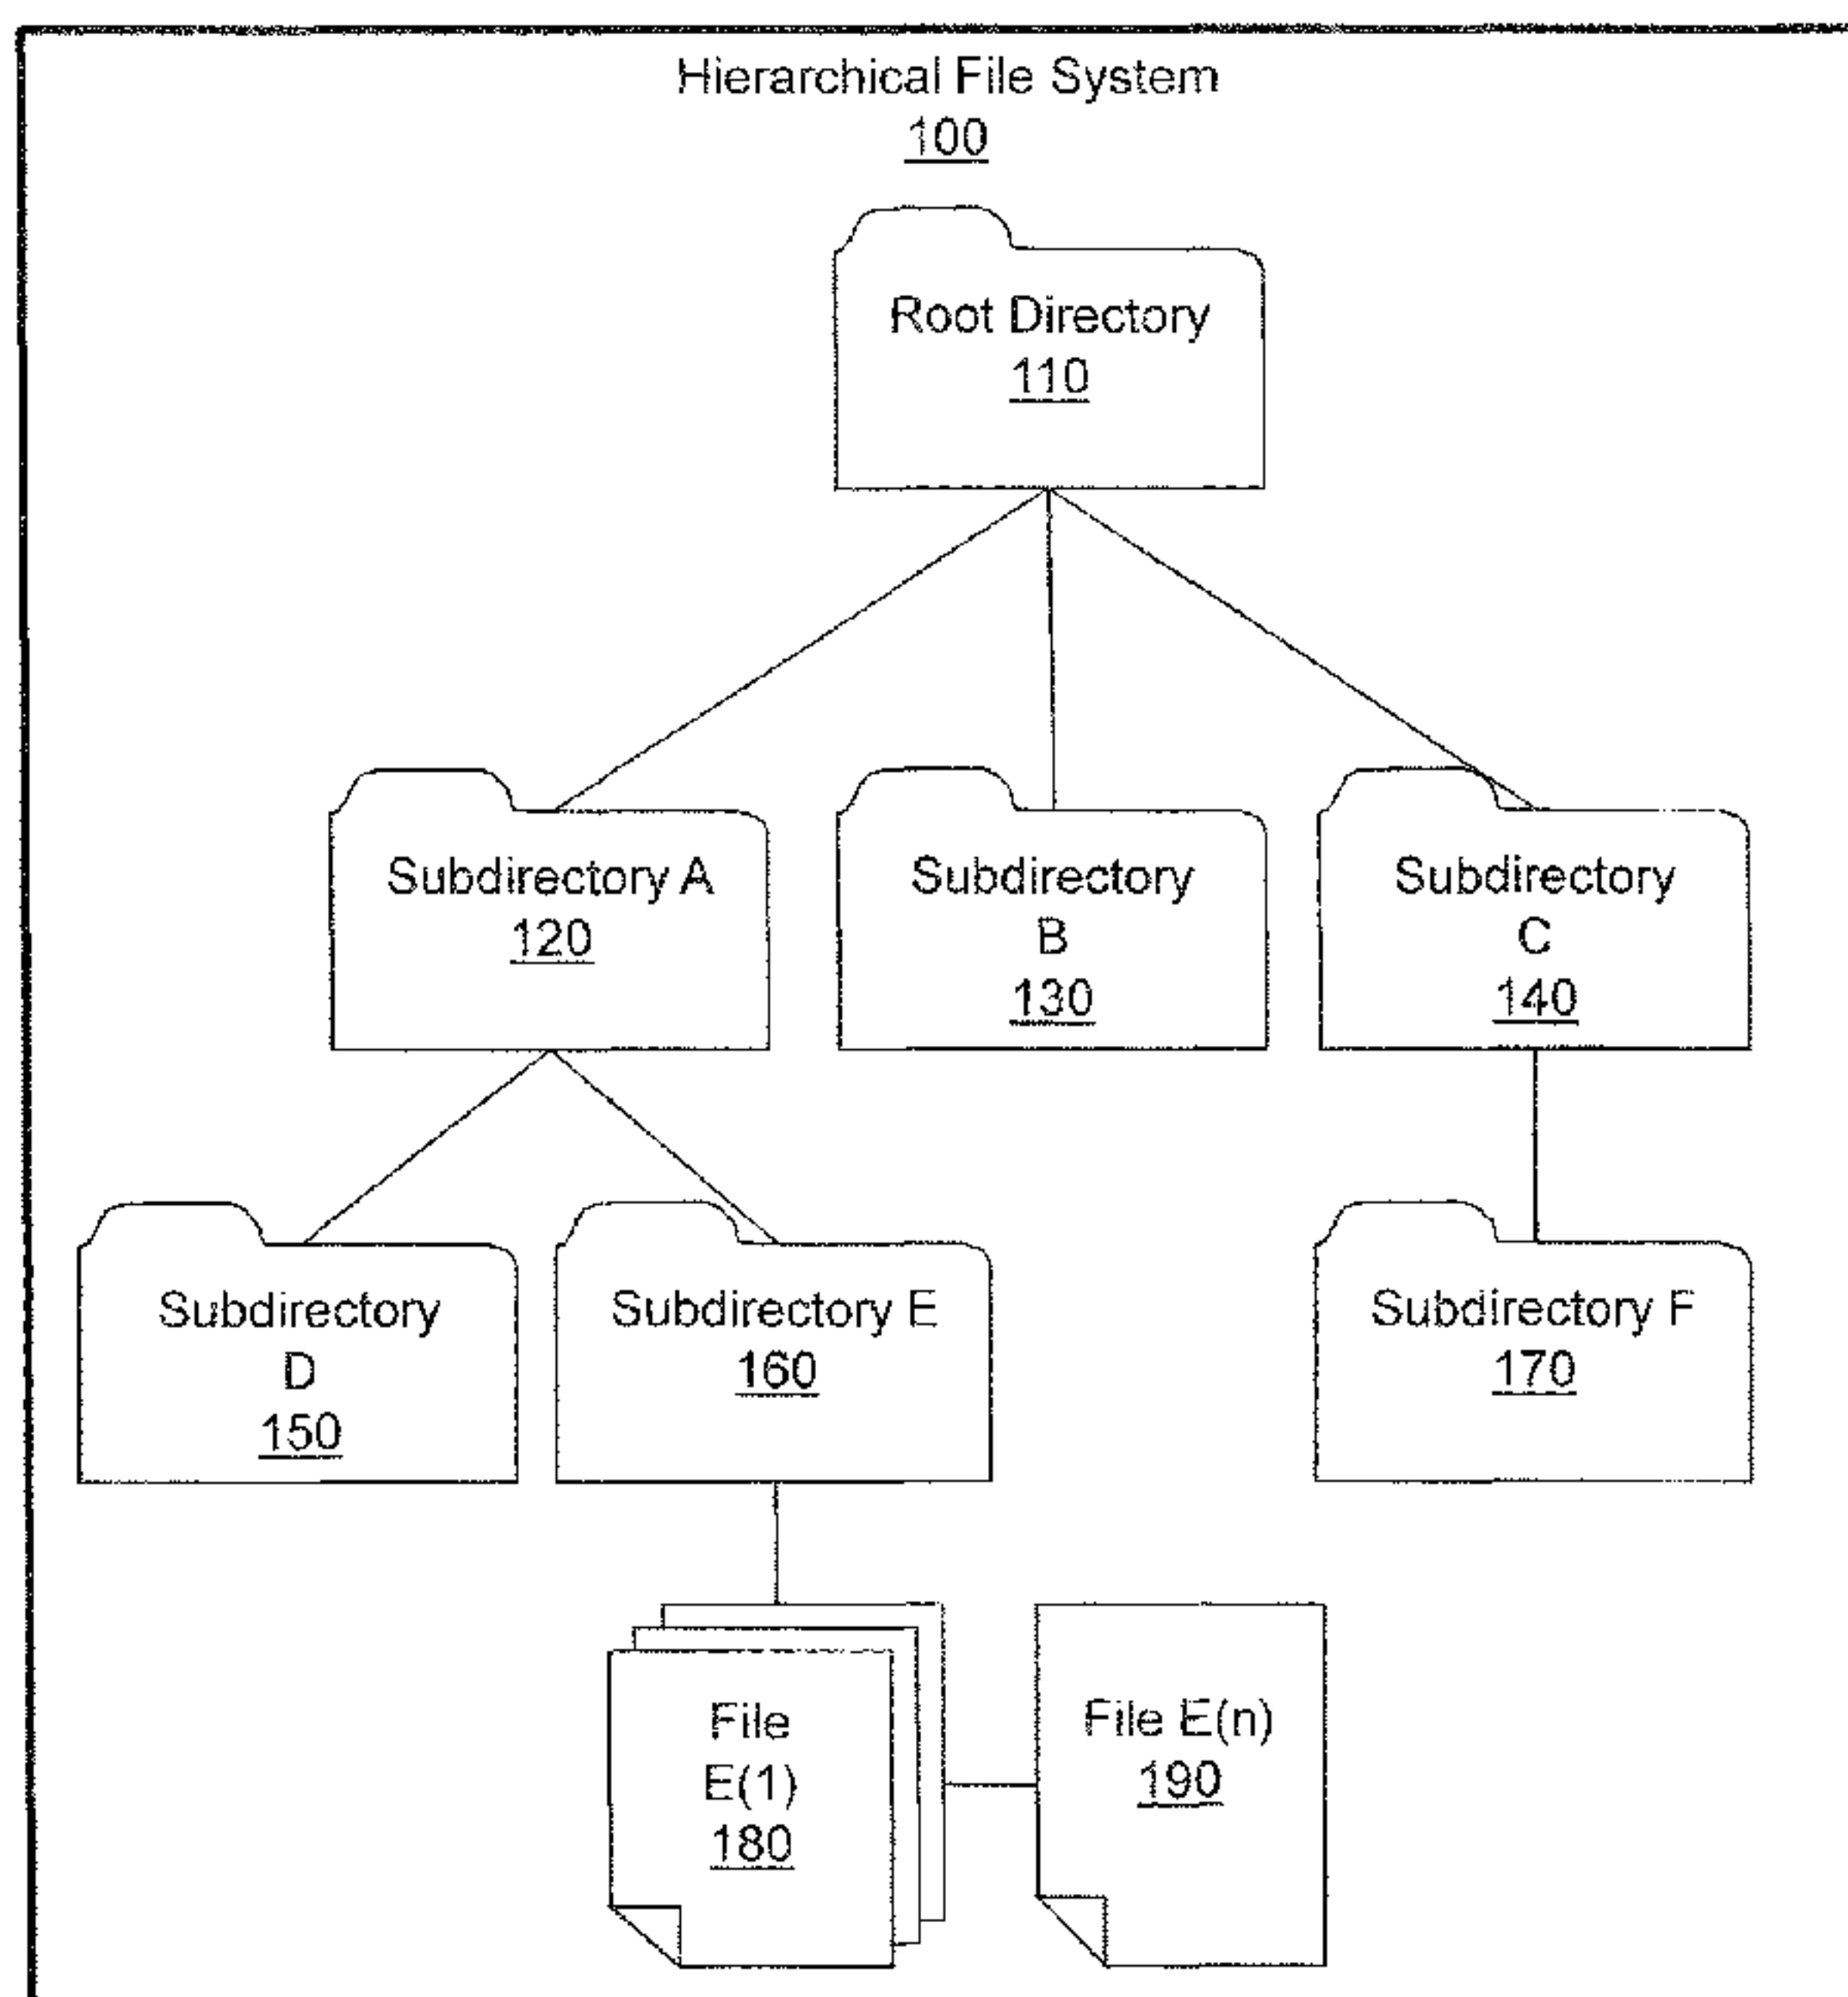 Hierarchical File System
100
Root Directory
110
Subdirectory A
120
Subdirectory
B
130
Subdirectory
C
140
Subdirectory
D
150
Subdirectory E
160
Subdirectory F
170
File
E(1)
180
File E(n)
190